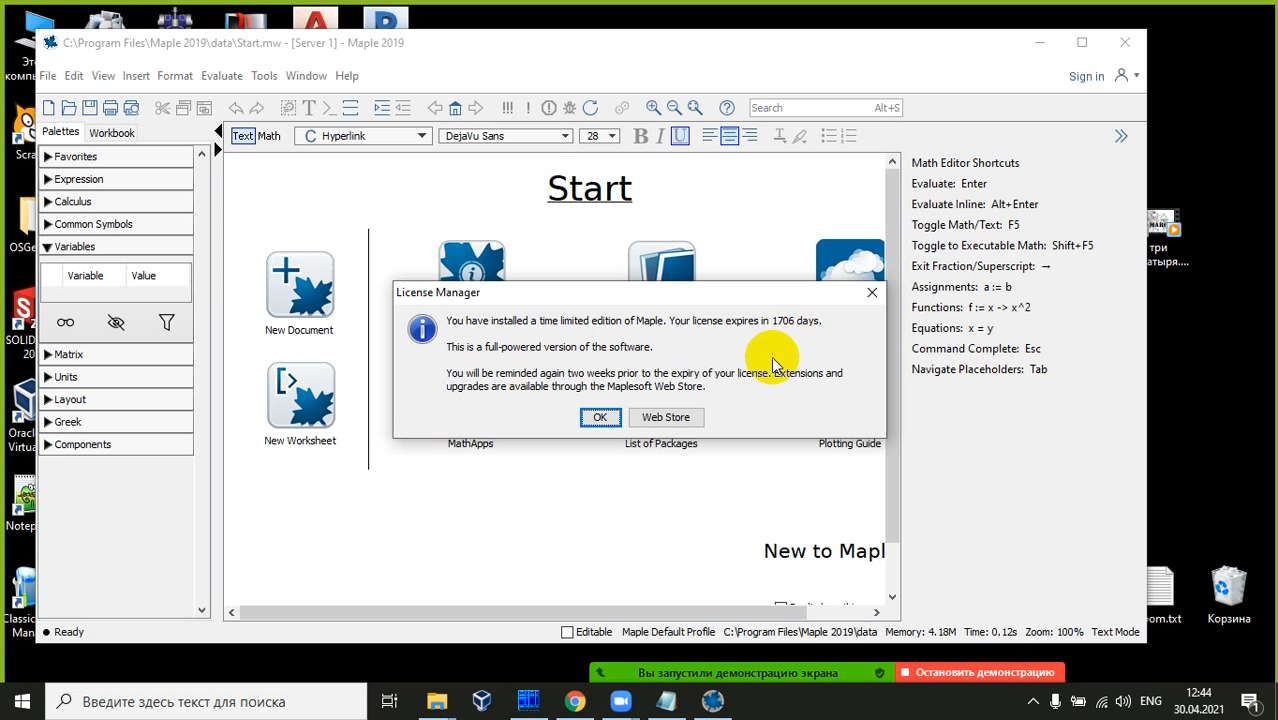 C:\Program Files\Maple 2019\data\Start.mw - [Server 1] - Maple 2019
File Edit View Insert Format Evaluate Tools Window Help
Sign in
Search Alt+S
Palettes Workbook
Text Math
C Hyperlink
DejaVu Sans
28
B I U
Favorites
Expression
Calculus
Common Symbols
Variables
Variable Value
Matrix
Units
Layout
Greek
Components
Start
New Document
New Worksheet
MathApps
List of Packages
Plotting Guide
New to Mapl
License Manager
You have installed a time limited edition of Maple. Your license expires in 1706 days.
This is a full-powered version of the software.
You will be reminded again two weeks prior to the expiry of your license. Extensions and
upgrades are available through the Maplesoft Web Store.
OK
Web Store
Math Editor Shortcuts
Evaluate: Enter
Evaluate Inline: Alt+Enter
Toggle Math/Text: F5
Toggle to Executable Math: Shift+F5
Exit Fraction/Superscript: →
Assignments: a := b
Functions: f := x -> x^2
Equations: x = y
Command Complete: Esc
Navigate Placeholders: Tab
Ready
Editable
Maple Default Profile
C:\Program Files\Maple 2019\data
Memory: 4.18M
Time: 0.12s
Zoom: 100%
Text Mode
Корзина
Вы запустили демонстрацию экрана
Остановить демонстрацию
Введите здесь текст для поиска
ENG
12:44
30.04.2021